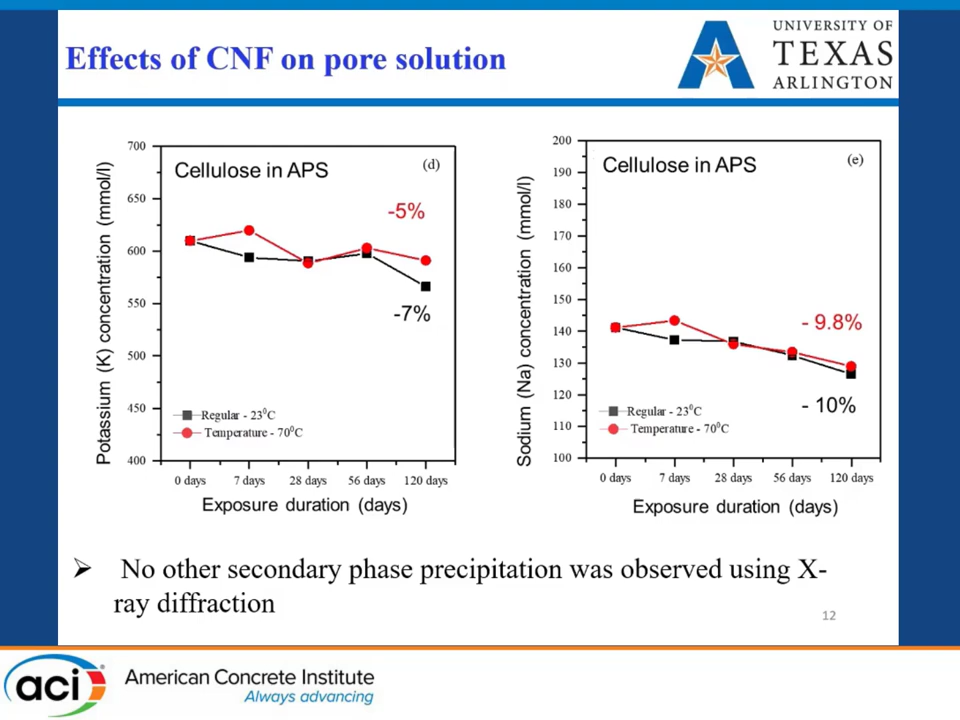 Effects of CNF on pore solution
UNIVERSITY OF
TEXAS
ARLINGTON
Potassium (K) concentration (mmol/l)
700
650
600
550
500
450
400
Cellulose in APS
(d)
-5%
-7%
Regular - 23⁰C
Temperature - 70⁰C
0 days 7 days 28 days 56 days 120 days
Exposure duration (days)
Sodium (Na) concentration (mmol/l)
200
190
180
170
160
150
140
130
120
110
100
Cellulose in APS
(e)
- 9.8%
- 10%
Regular - 23⁰C
Temperature - 70⁰C
0 days 7 days 28 days 56 days 120 days
Exposure duration (days)
➢ No other secondary phase precipitation was observed using X-
ray diffraction
12
aci
American Concrete Institute
Always advancing